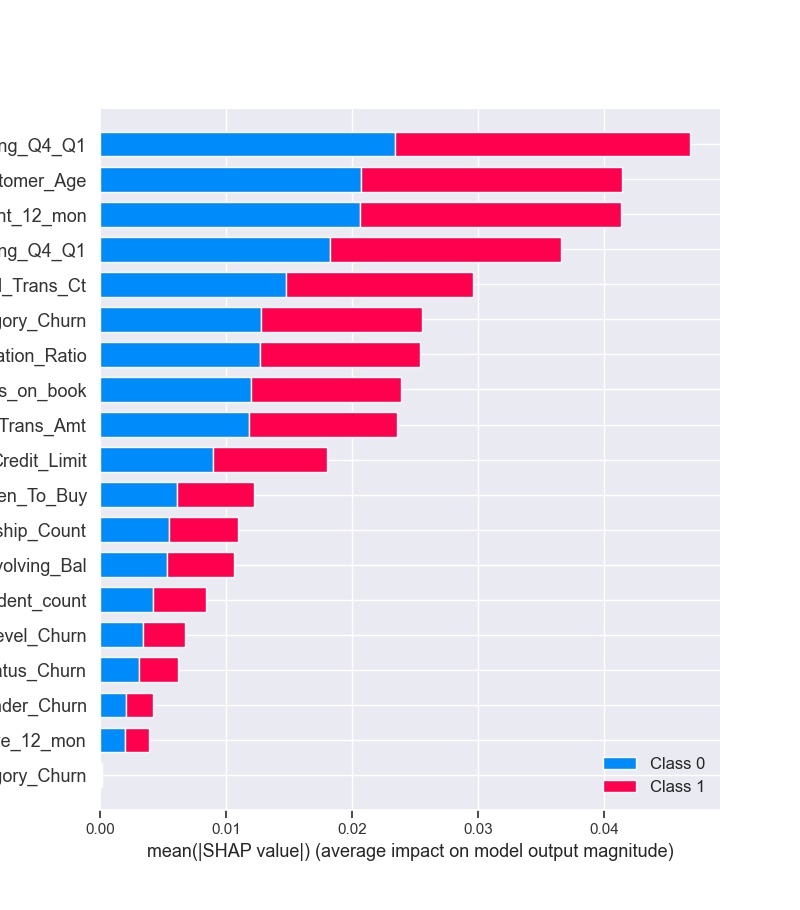 ng_Q4_Q1
tomer_Age
nt_12_mon
ng_Q4_Q1
l_Trans_Ct
gory_Churn
ation_Ratio
s_on_book
Trans_Amt
Credit_Limit
en_To_Buy
ship_Count
volving_Bal
dent_count
evel_Churn
atus_Churn
nder_Churn
ve_12_mon
gory_Churn
Class 0
Class 1
0.00 0.01 0.02 0.03 0.04
mean(|SHAP value|) (average impact on model output magnitude)